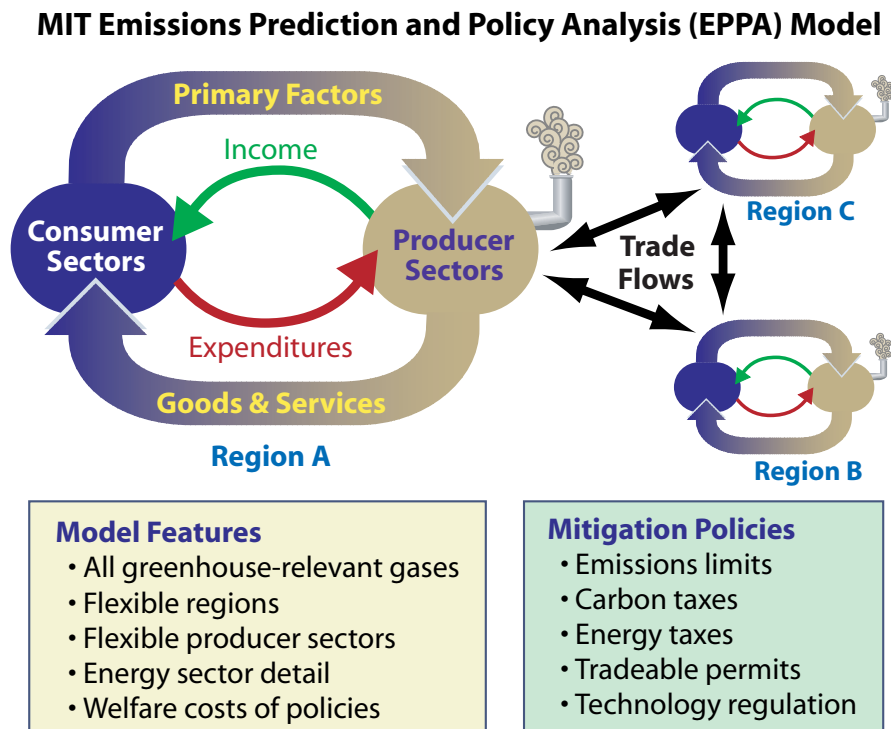 MIT Emissions Prediction and Policy Analysis (EPPA) Model
Primary Factors
Income
Consumer
Sectors
Producer
Sectors
Expenditures
Goods & Services
Region A
Trade
Flows
Region C
Region B
Model Features
• All greenhouse-relevant gases
• Flexible regions
• Flexible producer sectors
• Energy sector detail
• Welfare costs of policies
Mitigation Policies
• Emissions limits
• Carbon taxes
• Energy taxes
• Tradeable permits
• Technology regulation